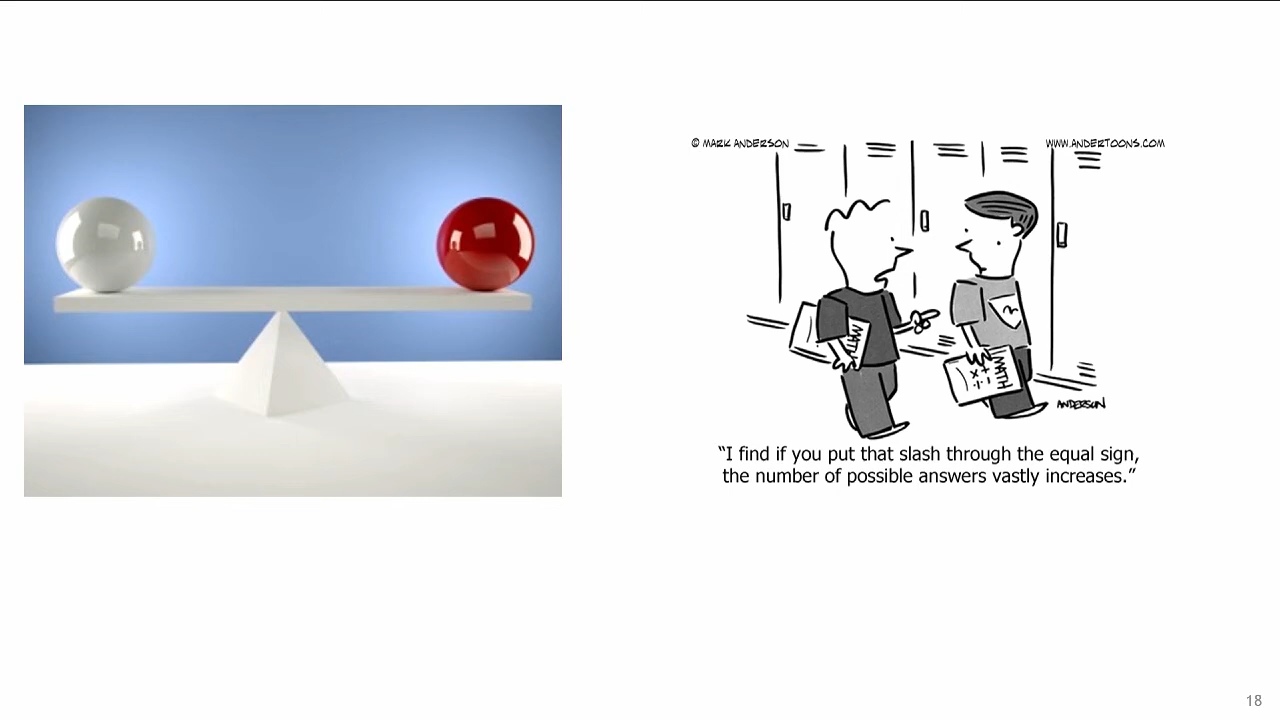 © MARK ANDERSON
WWW.ANDERTOONS.COM
MATH
MATH
ANDERSON
“I find if you put that slash through the equal sign,
the number of possible answers vastly increases.”
18